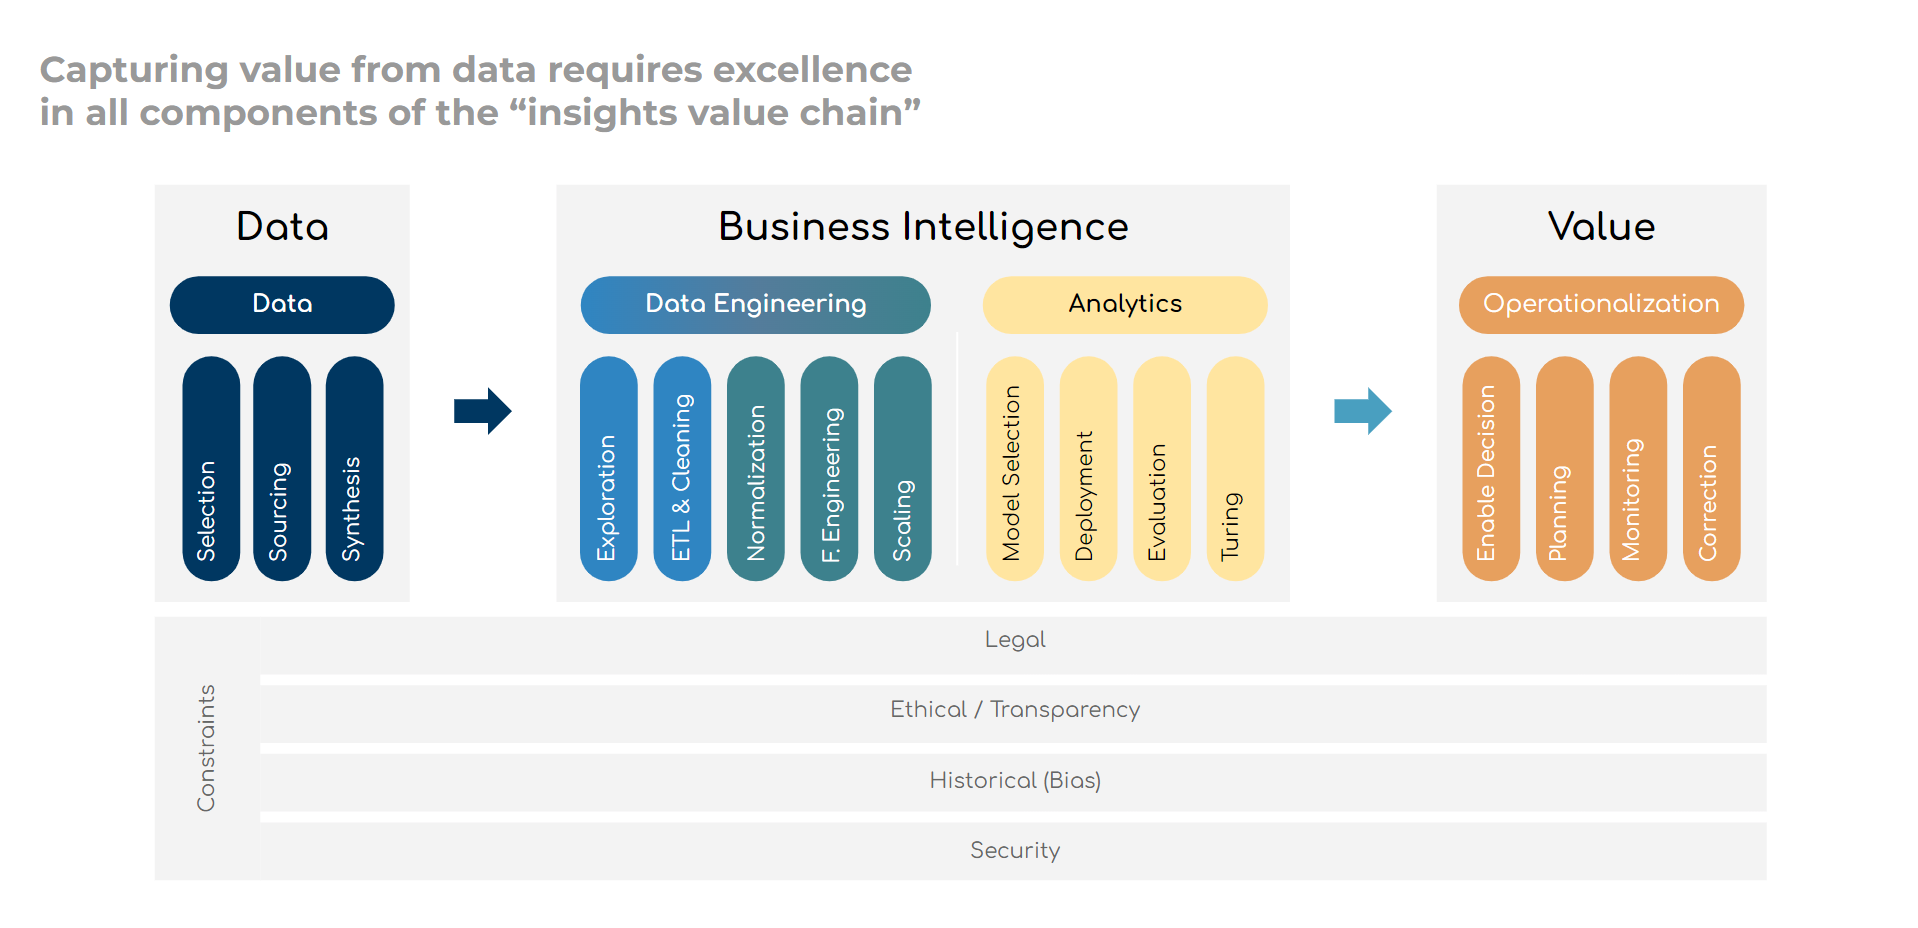 Capturing value from data requires excellence
in all components of the “insights value chain”
Data
Data
Selection
Sourcing
Synthesis
Business Intelligence
Data Engineering
Exploration
ETL & Cleaning
Normalization
F. Engineering
Scaling
Analytics
Model Selection
Deployment
Evaluation
Turing
Value
Operationalization
Enable Decision
Planning
Monitoring
Correction
Constraints
Legal
Ethical / Transparency
Historical (Bias)
Security